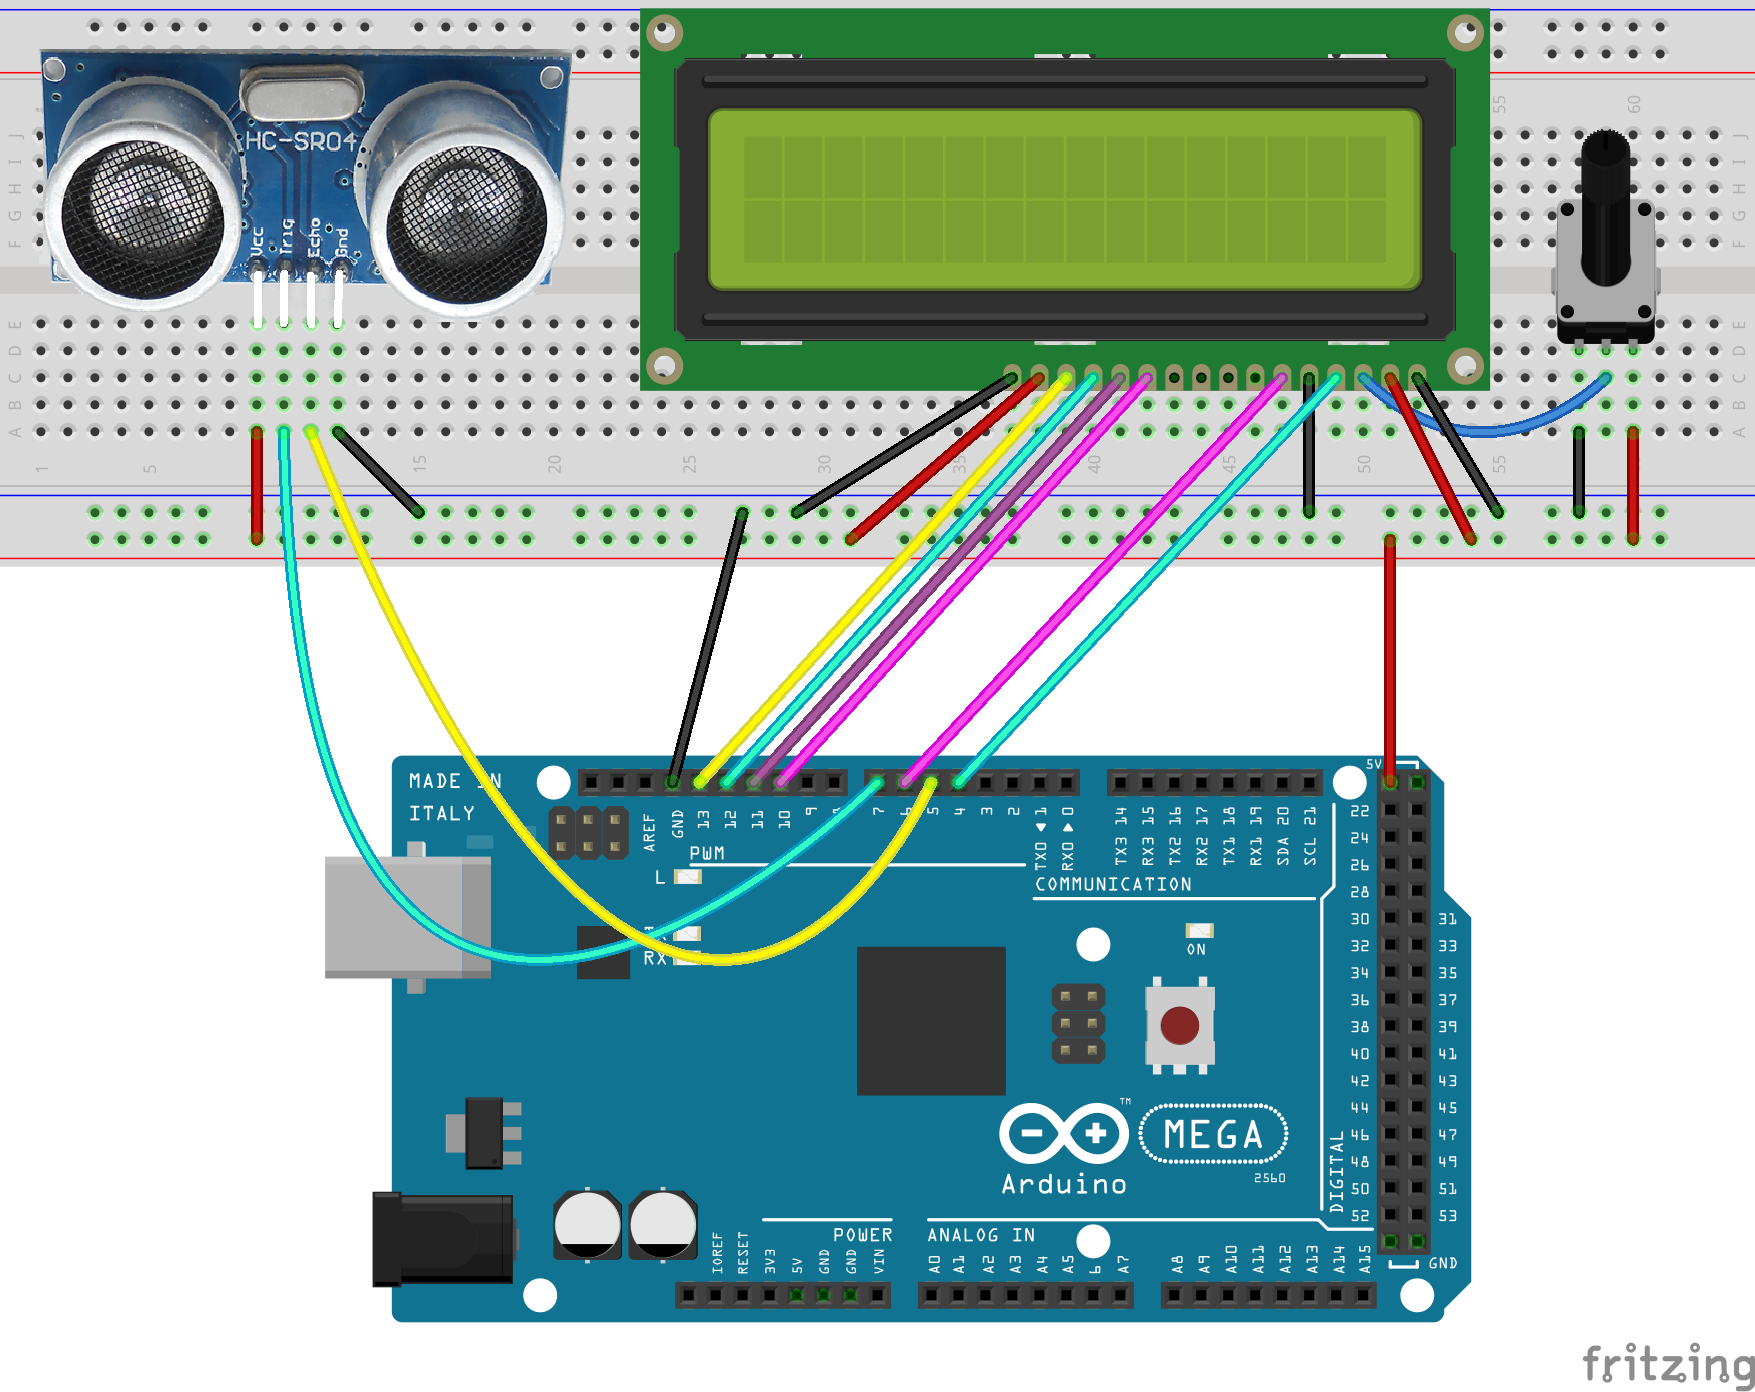 55
60
J
J
I
I
H
H
G
G
F
F
HC-SR04
Vcc
Trig
Echo
Gnd
E
E
D
D
C
C
B
B
A
A
1
5
15
20
25
30
35
40
45
50
55
MADE IN
ITALY
AREF
GND
13
12
11
10
9
7
5
4
3
2
TX0 ◀ 1
RX0 ▶ 0
TX3 14
RX3 15
TX2 16
RX2 17
TX1 18
RX1 19
SDA 20
SCL 21
5V
PWM
L
COMMUNICATION
RX
ON
22
24
26
28
30 31
32 33
34 35
36 37
38 39
40 41
42 43
44 45
46 47
48 49
50 51
52 53
DIGITAL
GND
TM
MEGA
Arduino
2560
POWER
ANALOG IN
IOREF
RESET
3V3
5V
GND
GND
VIN
A0
A1
A2
A3
A4
A5
6
A7
A8
A9
A10
A11
A12
A13
A14
A15
fritzing